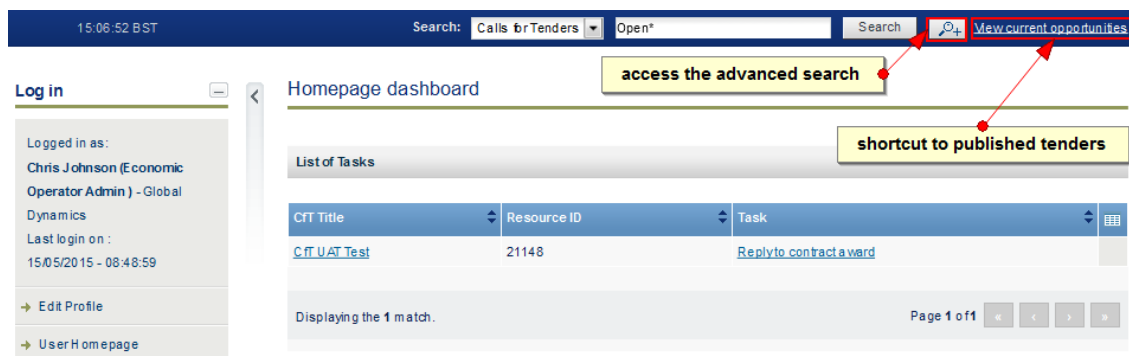 15:06:52 BST
Search: Calls for Tenders Open* Search View current opportunities
access the advanced search
shortcut to published tenders
Log in
Logged in as:
Chris Johnson (Economic
Operator Admin ) - Global
Dynamics
Last login on :
15/05/2015 - 08:48:59
Edit Profile
User Homepage
Homepage dashboard
List of Tasks
CfT Title Resource ID Task
CfT UAT Test 21148 Reply to contract award
Displaying the 1 match. Page 1 of 1 « ‹ › »